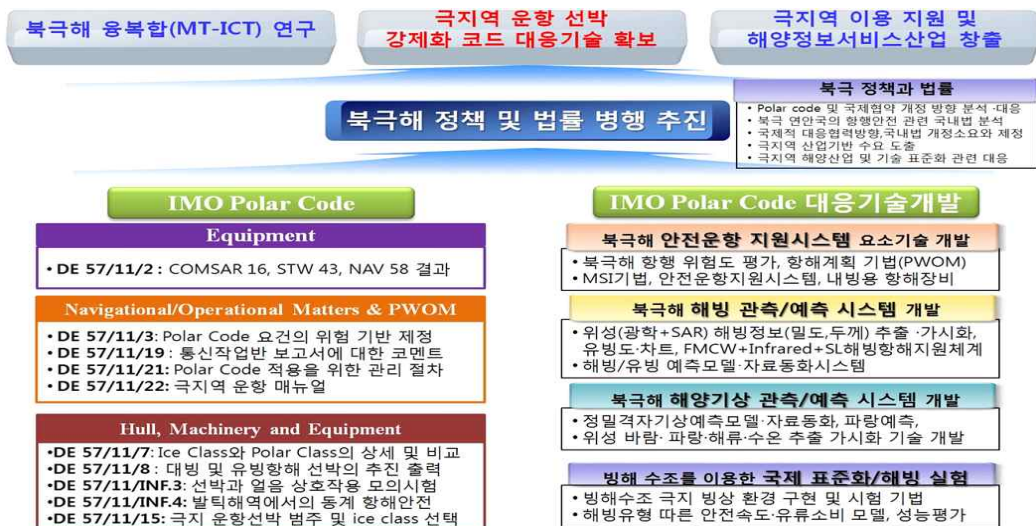 북극해 융복합(MT-ICT) 연구
극지역 운항 선박
강제화 코드 대응기술 확보
극지역 이용 지원 및
해양정보서비스산업 창출
북극해 정책 및 법률 병행 추진
북극 정책과 법률
• Polar code 및 국제협약 개정 방향 분석 ·대응
• 북극 연안국의 항행안전 관련 국내법 분석
• 국제적 대응협력방향,국내법 개정소요와 제정
• 극지역 산업기반 수요 도출
• 극지역 해양산업 및 기술 표준화 관련 대응
IMO Polar Code
Equipment
• DE 57/11/2 : COMSAR 16, STW 43, NAV 58 결과
Navigational/Operational Matters & PWOM
• DE 57/11/3: Polar Code 요건의 위험 기반 제정
• DE 57/11/19 : 통신작업반 보고서에 대한 코멘트
• DE 57/11/21: Polar Code 적용을 위한 관리 절차
• DE 57/11/22: 극지역 운항 매뉴얼
Hull, Machinery and Equipment
•DE 57/11/7: Ice Class와 Polar Class의 상세 및 비교
•DE 57/11/8 : 대빙 및 유빙항해 선박의 추진 출력
•DE 57/11/INF.3: 선박과 얼음 상호작용 모의시험
•DE 57/11/INF.4: 발틱해역에서의 동계 항해안전
•DE 57/11/15: 극지 운항선박 범주 및 ice class 선택
IMO Polar Code 대응기술개발
북극해 안전운항 지원시스템 요소기술 개발
• 북극해 항행 위험도 평가, 항해계획 기법(PWOM)
• MSI기법, 안전운항지원시스템, 내빙용 항해장비
북극해 해빙 관측/예측 시스템 개발
• 위성(광학+SAR) 해빙정보(밀도,두께) 추출 ·가시화,
유빙도·차트, FMCW+Infrared+SL해빙항해지원체계
• 해빙/유빙 예측모델·자료동화시스템
북극해 해양기상 관측/예측 시스템 개발
• 정밀격자기상예측모델·자료동화, 파랑예측,
• 위성 바람· 파랑·해류·수온 추출 가시화 기술 개발
빙해 수조를 이용한 국제 표준화/해빙 실험
• 빙해수조 극지 빙상 환경 구현 및 시험 기법
• 해빙유형 따른 안전속도·유류소비 모델, 성능평가